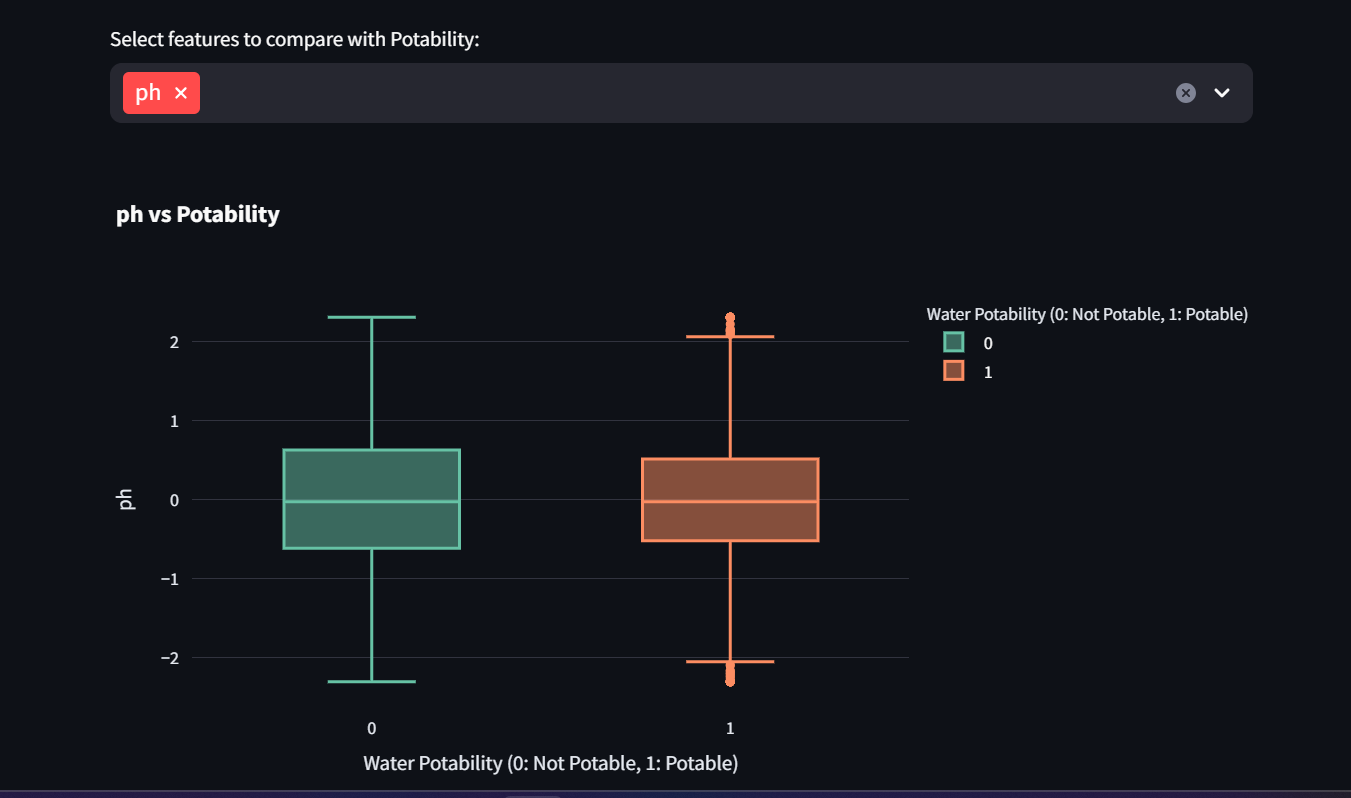 Select features to compare with Potability:
ph ×
ph vs Potability
Water Potability (0: Not Potable, 1: Potable)
0
1
2
1
0
−1
−2
ph
0
1
Water Potability (0: Not Potable, 1: Potable)